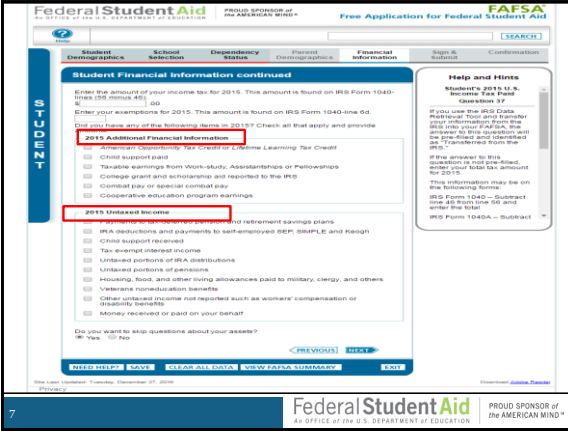 Federal Student Aid
An OFFICE of the U.S. DEPARTMENT of EDUCATION
PROUD SPONSOR of
the AMERICAN MIND™
FAFSA
Free Application for Federal Student Aid
Help
SEARCH
Student Demographics
School Selection
Dependency Status
Parent Demographics
Financial Information
Sign & Submit
Confirmation
STUDENT
Student Financial Information continued
Enter the amount of your income tax for 2015. This amount is found on IRS Form 1040-
lines (56 minus 46).
$ .00
Enter your exemptions for 2015. This amount is found on IRS Form 1040-line 6d.
Did you have any of the following items in 2015? Check all that apply and provide
2015 Additional Financial Information
American Opportunity Tax Credit or Lifetime Learning Tax Credit
Child support paid
Taxable earnings from Work-study, Assistantships or Fellowships
College grant and scholarship aid reported to the IRS
Combat pay or special combat pay
Cooperative education program earnings
2015 Untaxed Income
Payments to tax-deferred pension and retirement savings plans
IRA deductions and payments to self-employed SEP, SIMPLE and Keogh
Child support received
Tax exempt interest income
Untaxed portions of IRA distributions
Untaxed portions of pensions
Housing, food, and other living allowances paid to military, clergy, and others
Veterans noneducation benefits
Other untaxed income not reported such as workers' compensation or
disability benefits
Money received or paid on your behalf
Do you want to skip questions about your assets?
Yes No
PREVIOUS NEXT
NEED HELP? SAVE CLEAR ALL DATA VIEW FAFSA SUMMARY EXIT
Help and Hints
Student's 2015 U.S.
Income Tax Paid
Question 37
If you use the IRS Data
Retrieval Tool and transfer
your information from the
IRS into your FAFSA, the
answer to this question will
be pre-filled and identified
as "Transferred from the
IRS."
If the answer to this
question is not pre-filled,
enter your total tax amount
for 2015.
This information may be on
the following forms:
IRS Form 1040 - Subtract
line 46 from line 56 and
enter the total
IRS Form 1040A - Subtract
Site Last Updated: Tuesday, December 27, 2016
Download Adobe Reader
Privacy
7
Federal Student Aid
An OFFICE of the U.S. DEPARTMENT of EDUCATION
PROUD SPONSOR of
the AMERICAN MIND™